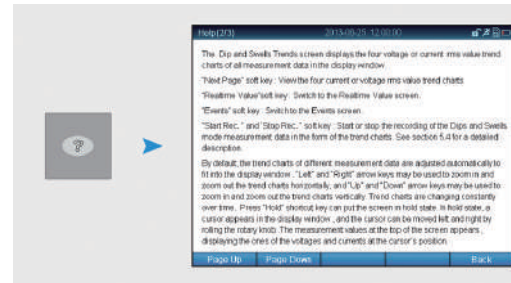 Help(2/3) 2013-09-25 12:00:00
The Dip and Swells Trends screen displays the four voltage or current rms value trend
charts of all measurement data in the display window.
"Next Page" soft key : View the four current or voltage rms value trend charts
"Realtime Value"soft key: Switch to the Realtime Value screen.
"Events" soft key : Switch to the Events screen.
"Start Rec. " and "Stop Rec. " soft key : Start or stop the recording of the Dips and Swells
mode measurement data in the form of the trend charts. See section 5.4 for a detailed
description.
By default, the trend charts of different measurement data are adjusted automatically to
fit into the display window . "Left" and "Right" arrow keys may be used to zoom in and
zoom out the trend charts horizontally, and "Up" and "Down" arrow keys may be used to
zoom in and zoom out the trend charts vertically. Trend charts are changing constantly
over time . Press "Hold" shortcut key can put the screen in hold state. In hold state, a
cursor appears in the display window , and the cursor can be moved left and right by
rolling the rotary knob. The measurement values at the top of the screen appears ,
displaying the ones of the voltages and currents at the cursor's position.
Page Up Page Down Back